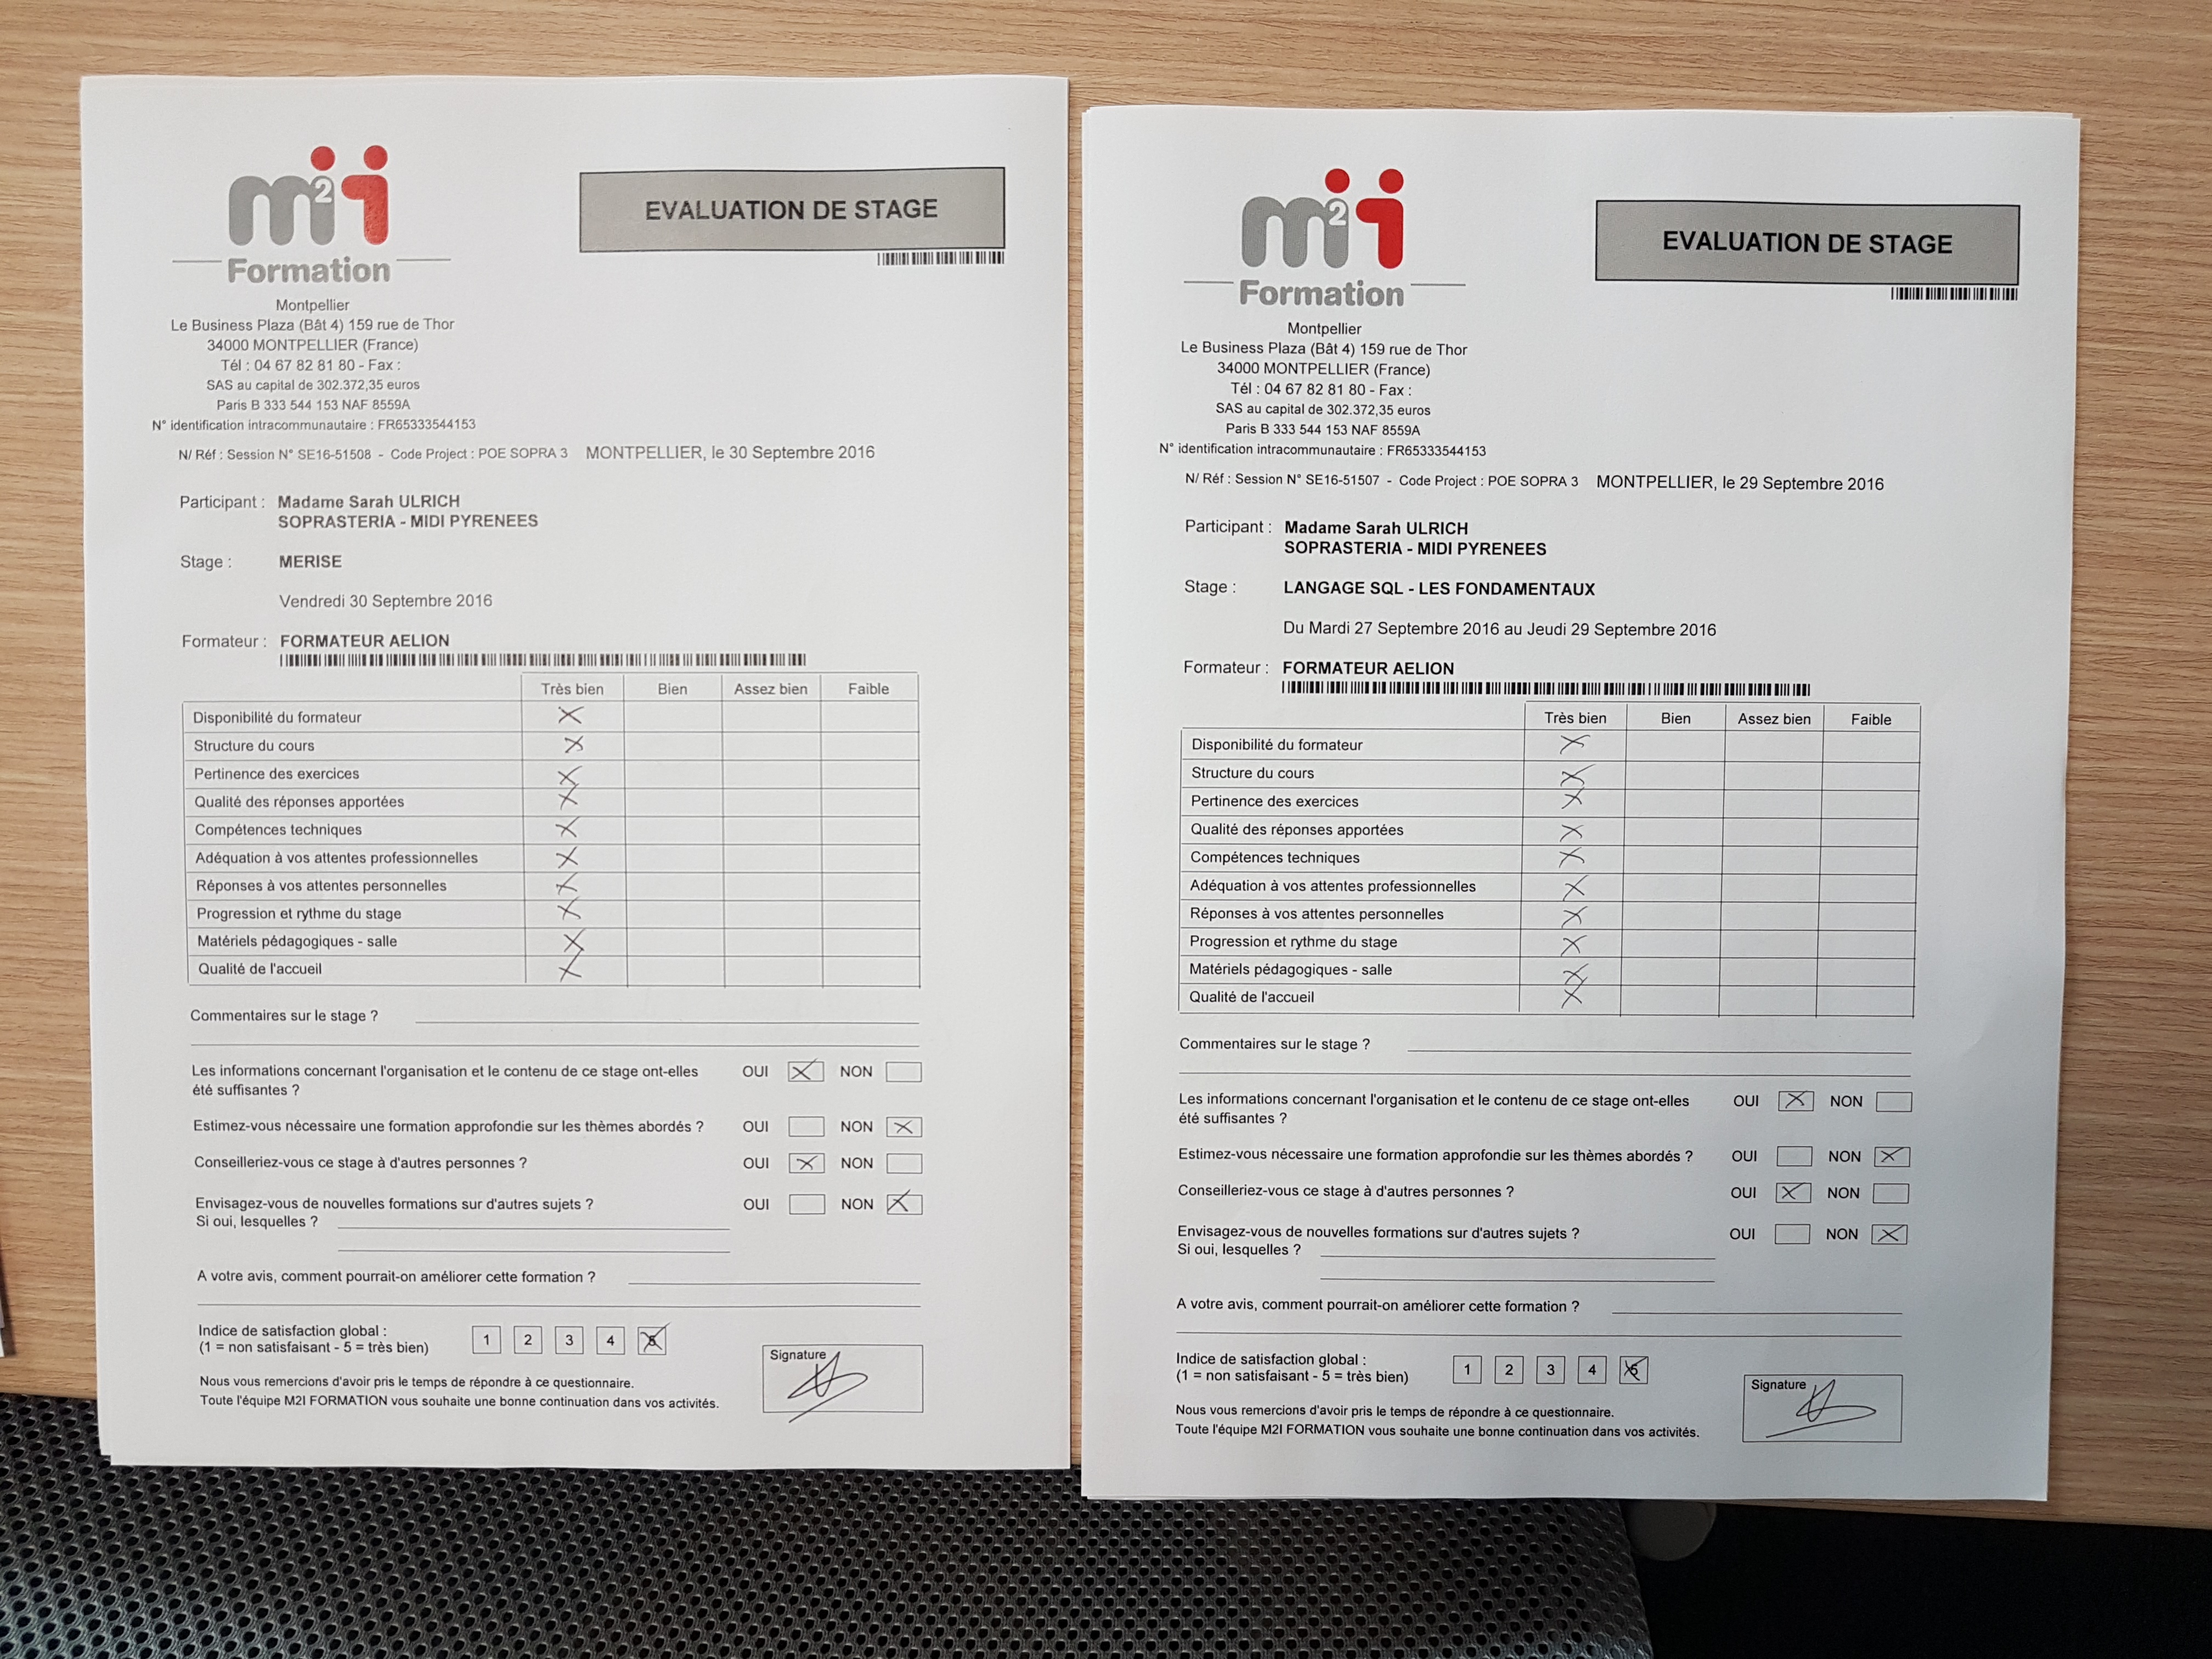 m2i
Formation
EVALUATION DE STAGE
Montpellier
Le Business Plaza (Bât 4) 159 rue de Thor
34000 MONTPELLIER (France)
Tél : 04 67 82 81 80 - Fax :
SAS au capital de 302.372,35 euros
Paris B 333 544 153 NAF 8559A
N° identification intracommunautaire : FR65333544153
N/ Réf : Session N° SE16-51508 - Code Project : POE SOPRA 3 MONTPELLIER, le 30 Septembre 2016
Participant : Madame Sarah ULRICH
SOPRASTERIA - MIDI PYRENEES
Stage : MERISE
Vendredi 30 Septembre 2016
Formateur : FORMATEUR AELION
Très bien Bien Assez bien Faible
Disponibilité du formateur X
Structure du cours X
Pertinence des exercices X
Qualité des réponses apportées X
Compétences techniques X
Adéquation à vos attentes professionnelles X
Réponses à vos attentes personnelles X
Progression et rythme du stage X
Matériels pédagogiques - salle X
Qualité de l'accueil X
Commentaires sur le stage ?
Les informations concernant l'organisation et le contenu de ce stage ont-elles OUI X NON
été suffisantes ?
Estimez-vous nécessaire une formation approfondie sur les thèmes abordés ? OUI NON X
Conseilleriez-vous ce stage à d'autres personnes ? OUI X NON
Envisagez-vous de nouvelles formations sur d'autres sujets ? OUI NON X
Si oui, lesquelles ?
A votre avis, comment pourrait-on améliorer cette formation ?
Indice de satisfaction global :
(1 = non satisfaisant - 5 = très bien) 1 2 3 4 5
Signature
Nous vous remercions d'avoir pris le temps de répondre à ce questionnaire.
Toute l'équipe M2I FORMATION vous souhaite une bonne continuation dans vos activités.
m2i
Formation
EVALUATION DE STAGE
Montpellier
Le Business Plaza (Bât 4) 159 rue de Thor
34000 MONTPELLIER (France)
Tél : 04 67 82 81 80 - Fax :
SAS au capital de 302.372,35 euros
Paris B 333 544 153 NAF 8559A
N° identification intracommunautaire : FR65333544153
N/ Réf : Session N° SE16-51507 - Code Project : POE SOPRA 3 MONTPELLIER, le 29 Septembre 2016
Participant : Madame Sarah ULRICH
SOPRASTERIA - MIDI PYRENEES
Stage : LANGAGE SQL - LES FONDAMENTAUX
Du Mardi 27 Septembre 2016 au Jeudi 29 Septembre 2016
Formateur : FORMATEUR AELION
Très bien Bien Assez bien Faible
Disponibilité du formateur X
Structure du cours X
Pertinence des exercices X
Qualité des réponses apportées X
Compétences techniques X
Adéquation à vos attentes professionnelles X
Réponses à vos attentes personnelles X
Progression et rythme du stage X
Matériels pédagogiques - salle X
Qualité de l'accueil X
Commentaires sur le stage ?
Les informations concernant l'organisation et le contenu de ce stage ont-elles OUI X NON
été suffisantes ?
Estimez-vous nécessaire une formation approfondie sur les thèmes abordés ? OUI NON X
Conseilleriez-vous ce stage à d'autres personnes ? OUI X NON
Envisagez-vous de nouvelles formations sur d'autres sujets ? OUI NON X
Si oui, lesquelles ?
A votre avis, comment pourrait-on améliorer cette formation ?
Indice de satisfaction global :
(1 = non satisfaisant - 5 = très bien) 1 2 3 4 5
Signature
Nous vous remercions d'avoir pris le temps de répondre à ce questionnaire.
Toute l'équipe M2I FORMATION vous souhaite une bonne continuation dans vos activités.